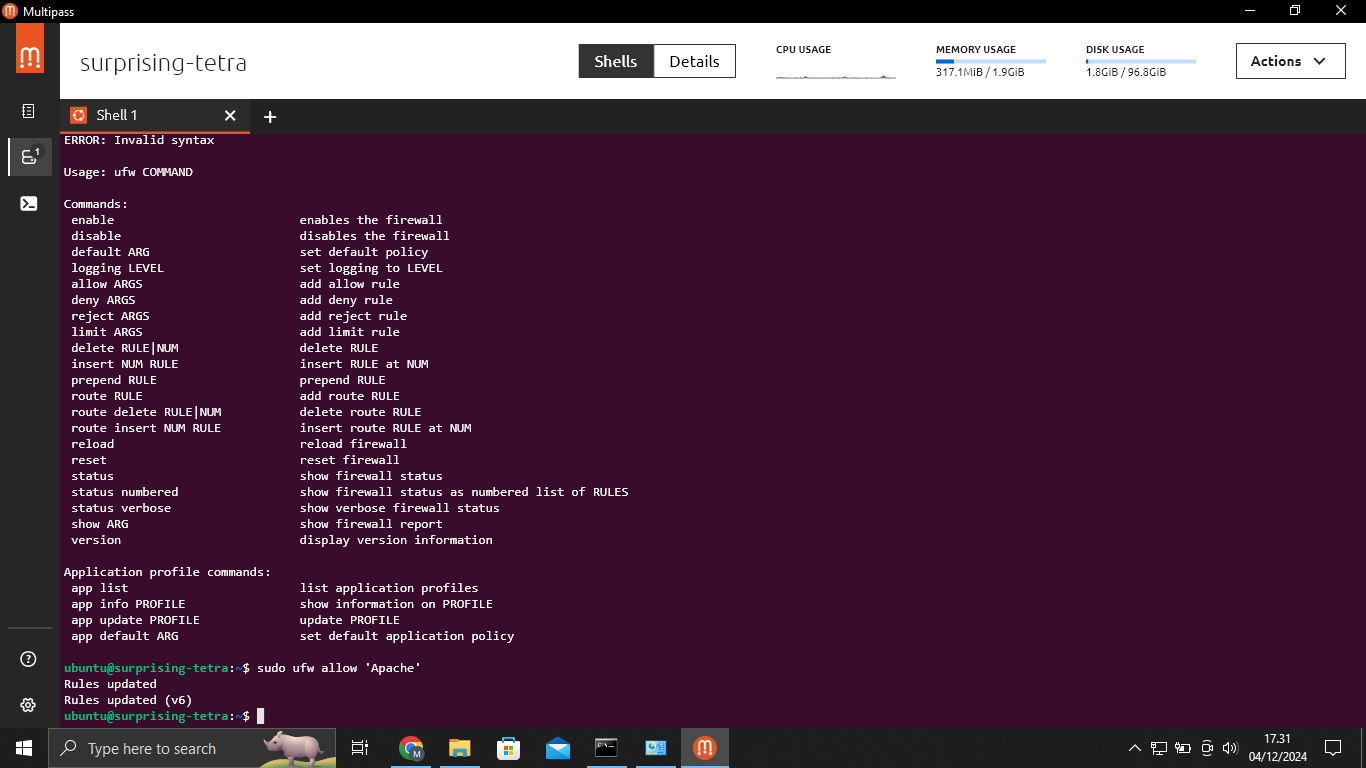 Multipass
surprising-tetra
Shells
Details
CPU USAGE
MEMORY USAGE
317.1MiB / 1.9GiB
DISK USAGE
1.8GiB / 96.8GiB
Actions
Shell 1
1
ERROR: Invalid syntax
Usage: ufw COMMAND
Commands:
enable enables the firewall
disable disables the firewall
default ARG set default policy
logging LEVEL set logging to LEVEL
allow ARGS add allow rule
deny ARGS add deny rule
reject ARGS add reject rule
limit ARGS add limit rule
delete RULE|NUM delete RULE
insert NUM RULE insert RULE at NUM
prepend RULE prepend RULE
route RULE add route RULE
route delete RULE|NUM delete route RULE
route insert NUM RULE insert route RULE at NUM
reload reload firewall
reset reset firewall
status show firewall status
status numbered show firewall status as numbered list of RULES
status verbose show verbose firewall status
show ARG show firewall report
version display version information
Application profile commands:
app list list application profiles
app info PROFILE show information on PROFILE
app update PROFILE update PROFILE
app default ARG set default application policy
ubuntu@surprising-tetra:~$ sudo ufw allow 'Apache'
Rules updated
Rules updated (v6)
ubuntu@surprising-tetra:~$
Type here to search
M
17.31
04/12/2024